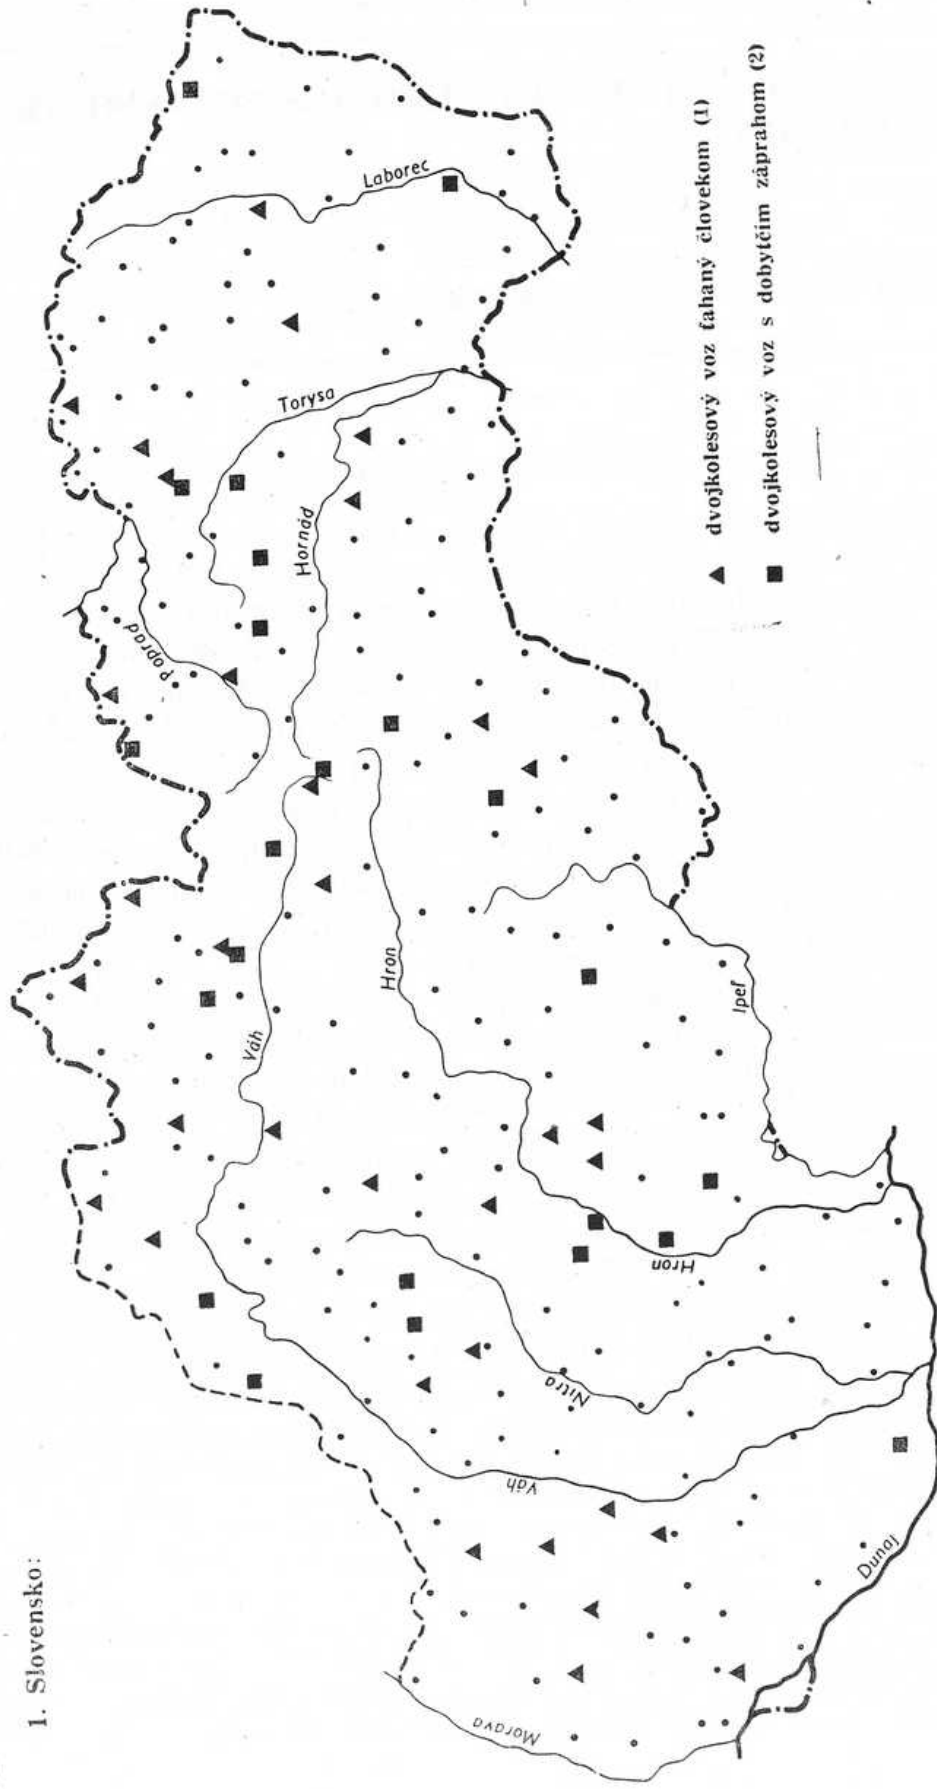 1. Slovensko:
Morava
Dunaj
Váh
Nitra
Hron
Váh
Hron
Ipeľ
Poprad
Hornád
Torysa
Laborec
▲ dvojkolesový voz ťahaný človekom (1)
■ dvojkolesový voz s dobytčím záprahom (2)